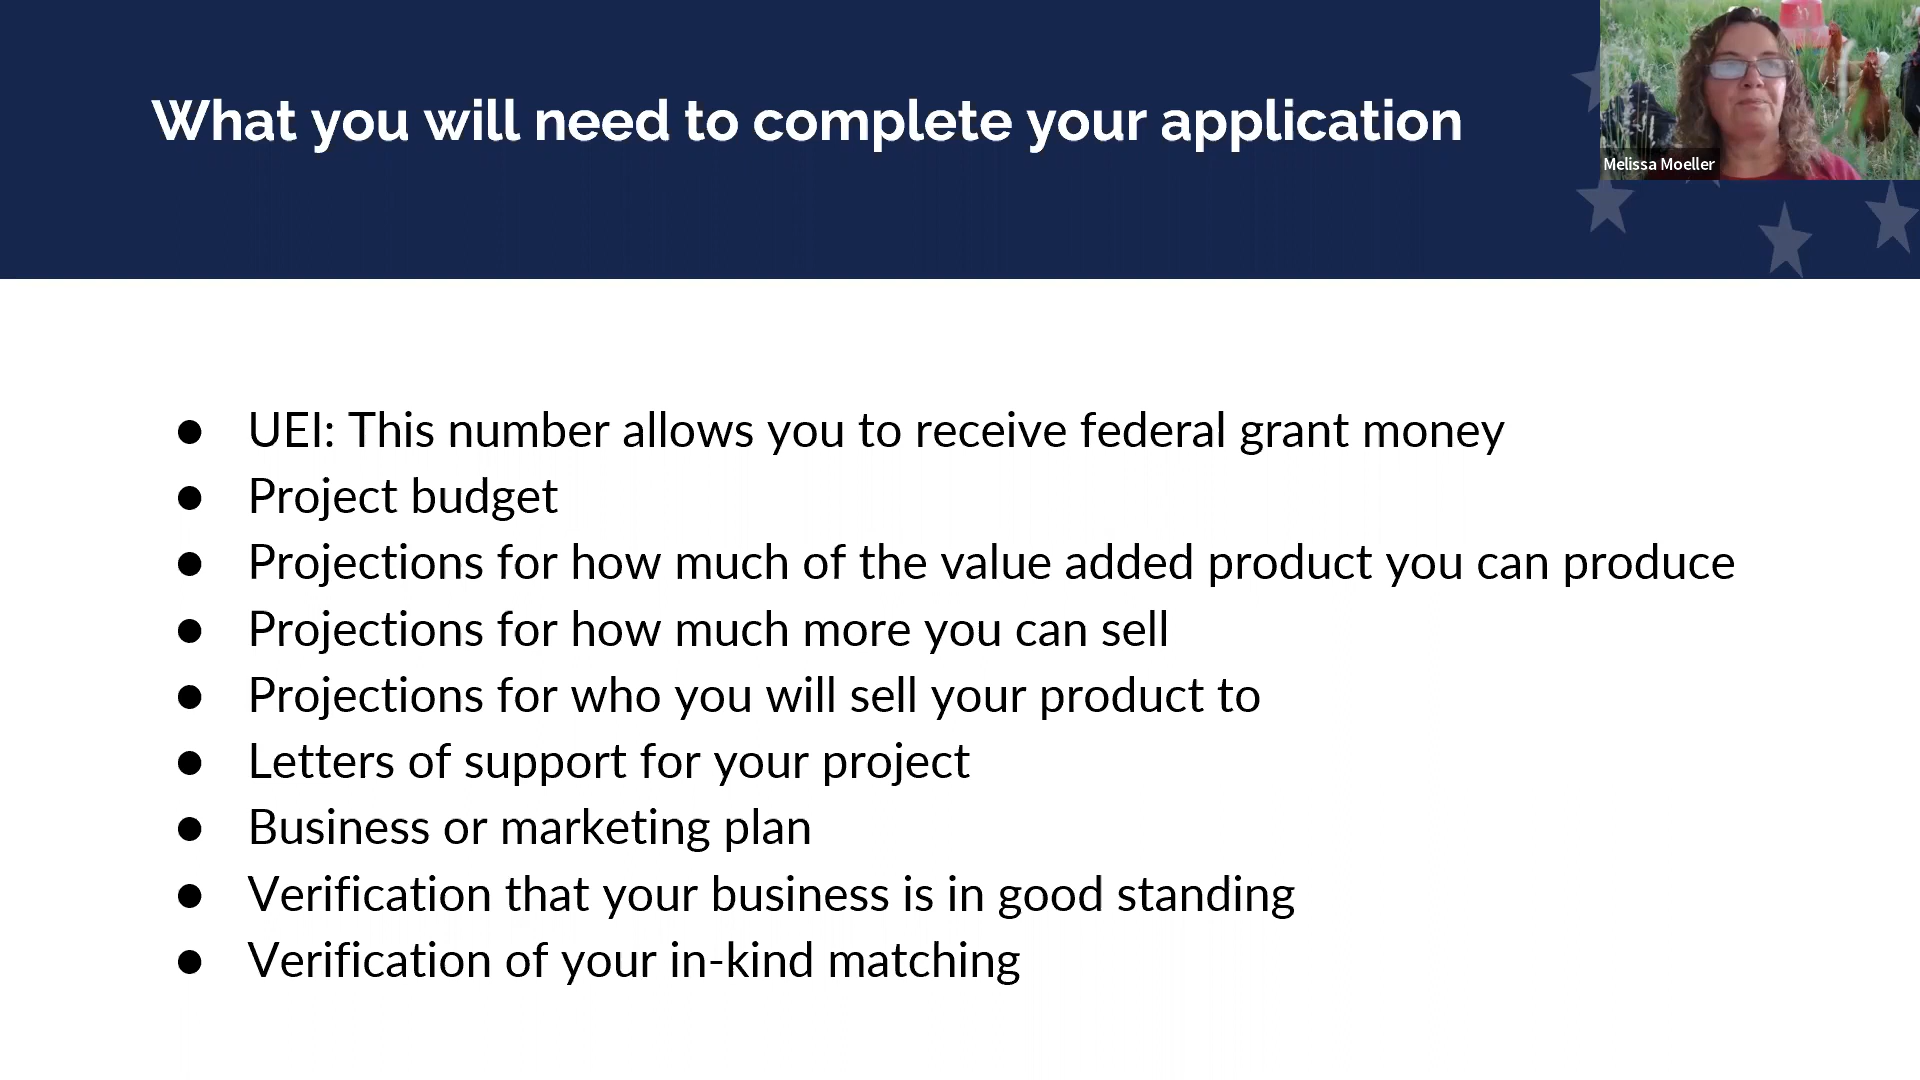 What you will need to complete your application
Melissa Moeller
● UEI: This number allows you to receive federal grant money
● Project budget
● Projections for how much of the value added product you can produce
● Projections for how much more you can sell
● Projections for who you will sell your product to
● Letters of support for your project
● Business or marketing plan
● Verification that your business is in good standing
● Verification of your in-kind matching